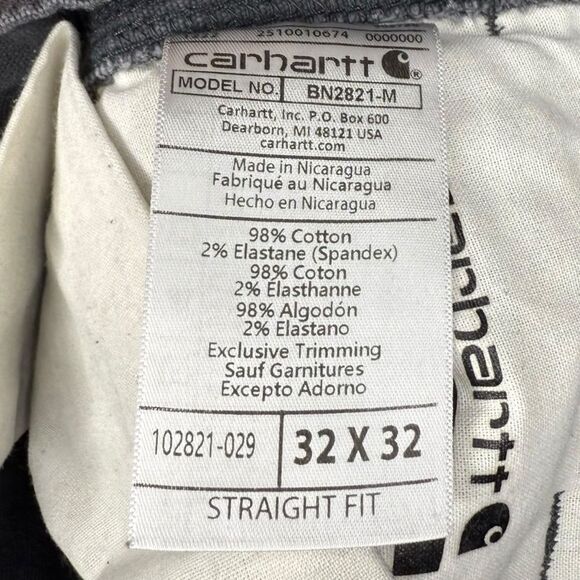 2510010674 0000000
carhartt
MODEL NO. BN2821-M
Carhartt, Inc. P.O. Box 600
Dearborn, MI 48121 USA
carhartt.com
Made in Nicaragua
Fabriqué au Nicaragua
Hecho en Nicaragua
98% Cotton
2% Elastane (Spandex)
98% Coton
2% Elasthanne
98% Algodón
2% Elastano
Exclusive Trimming
Sauf Garnitures
Excepto Adorno
102821-029 32 X 32
STRAIGHT FIT
carhartt